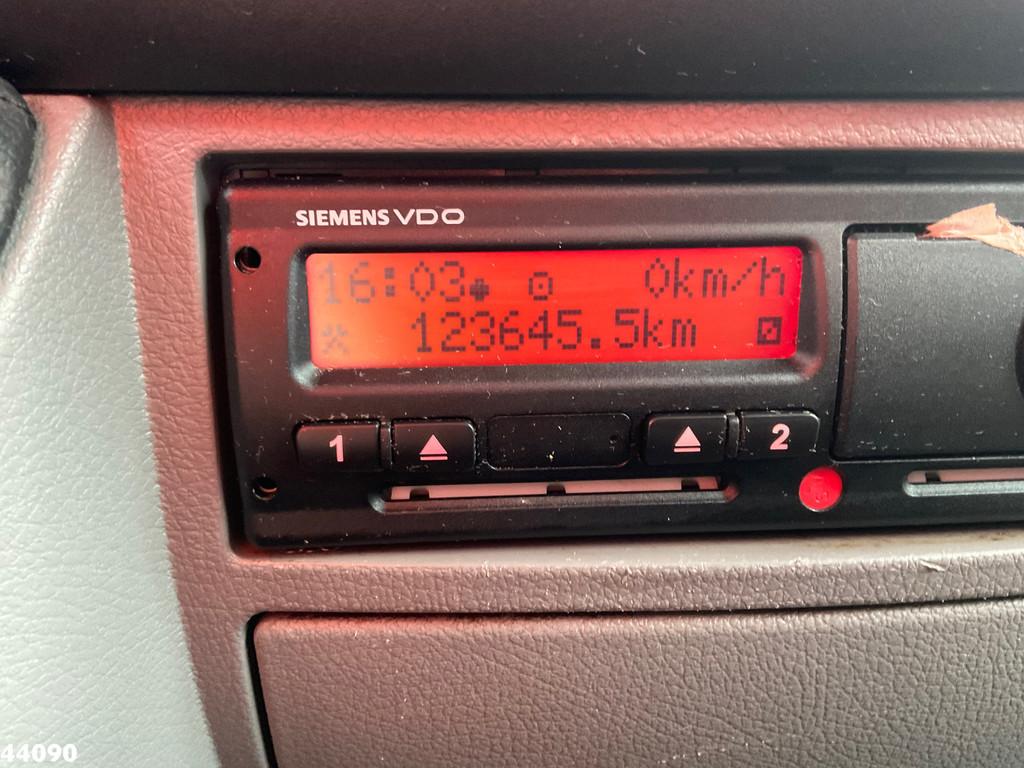 SIEMENS VDO
16:03 0km/h
123645.5km
1 2
44090